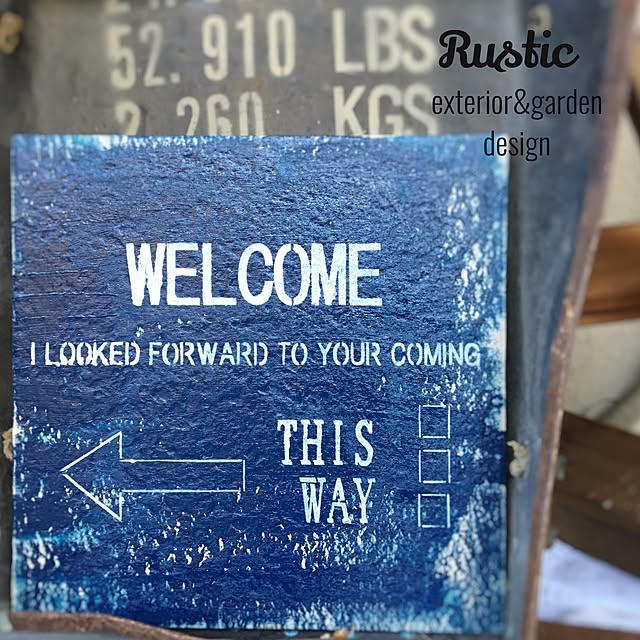 52.910 LBS
2.260 KGS
Rustic
exterior&garden
design
WELCOME
I LOOKED FORWARD TO YOUR COMING
THIS
WAY